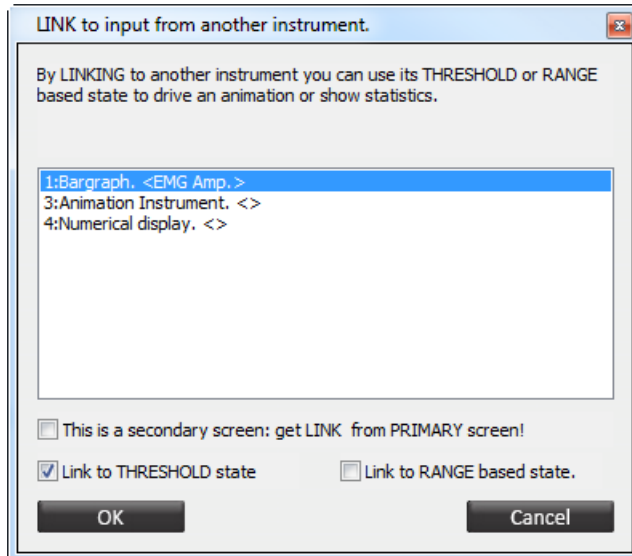 LINK to input from another instrument.
By LINKING to another instrument you can use its THRESHOLD or RANGE
based state to drive an animation or show statistics.
1:Bargraph. <EMG Amp.>
3:Animation Instrument. <>
4:Numerical display. <>
This is a secondary screen: get LINK from PRIMARY screen!
Link to THRESHOLD state
Link to RANGE based state.
OK
Cancel